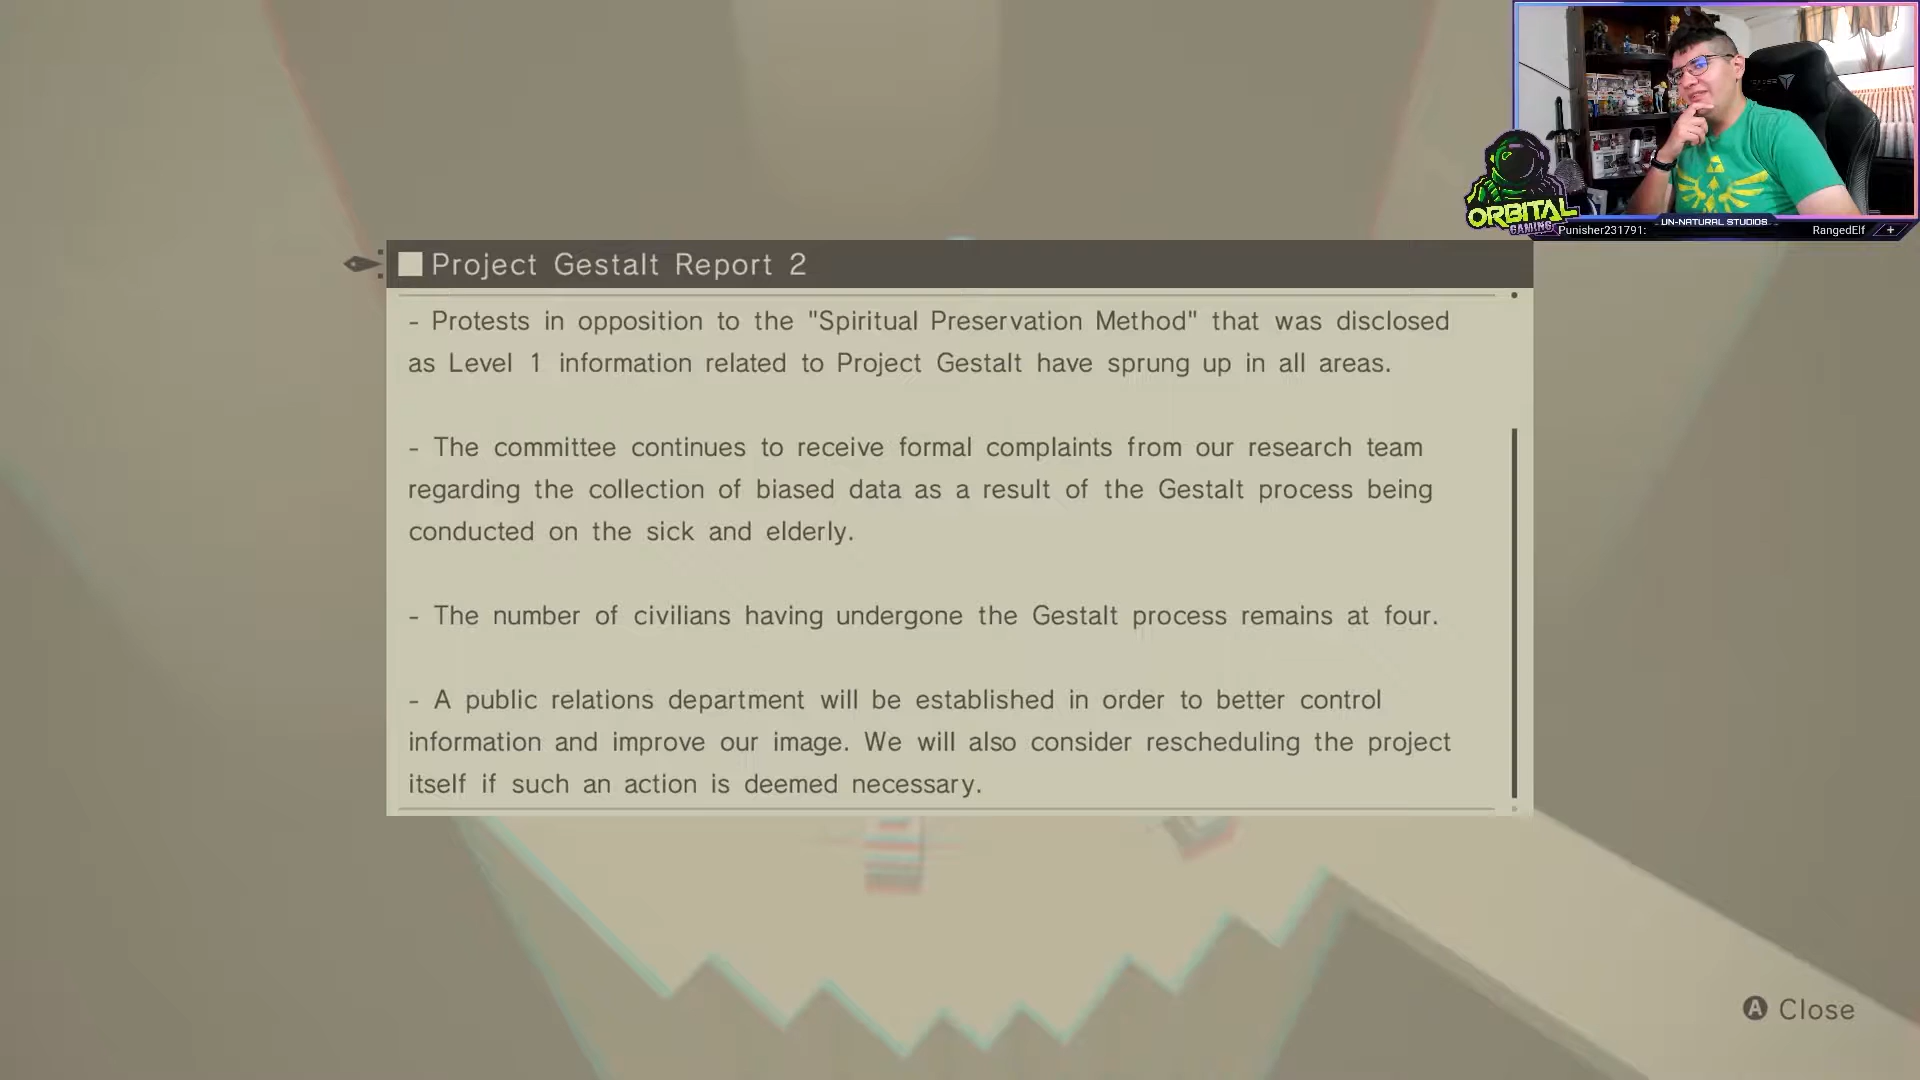 Project Gestalt Report 2
- Protests in opposition to the "Spiritual Preservation Method" that was disclosed
as Level 1 information related to Project Gestalt have sprung up in all areas.
- The committee continues to receive formal complaints from our research team
regarding the collection of biased data as a result of the Gestalt process being
conducted on the sick and elderly.
- The number of civilians having undergone the Gestalt process remains at four.
- A public relations department will be established in order to better control
information and improve our image. We will also consider rescheduling the project
itself if such an action is deemed necessary.
A Close
ORBITAL
GAMING
UN-NATURAL STUDIOS
Punisher231791:
RangedElf +